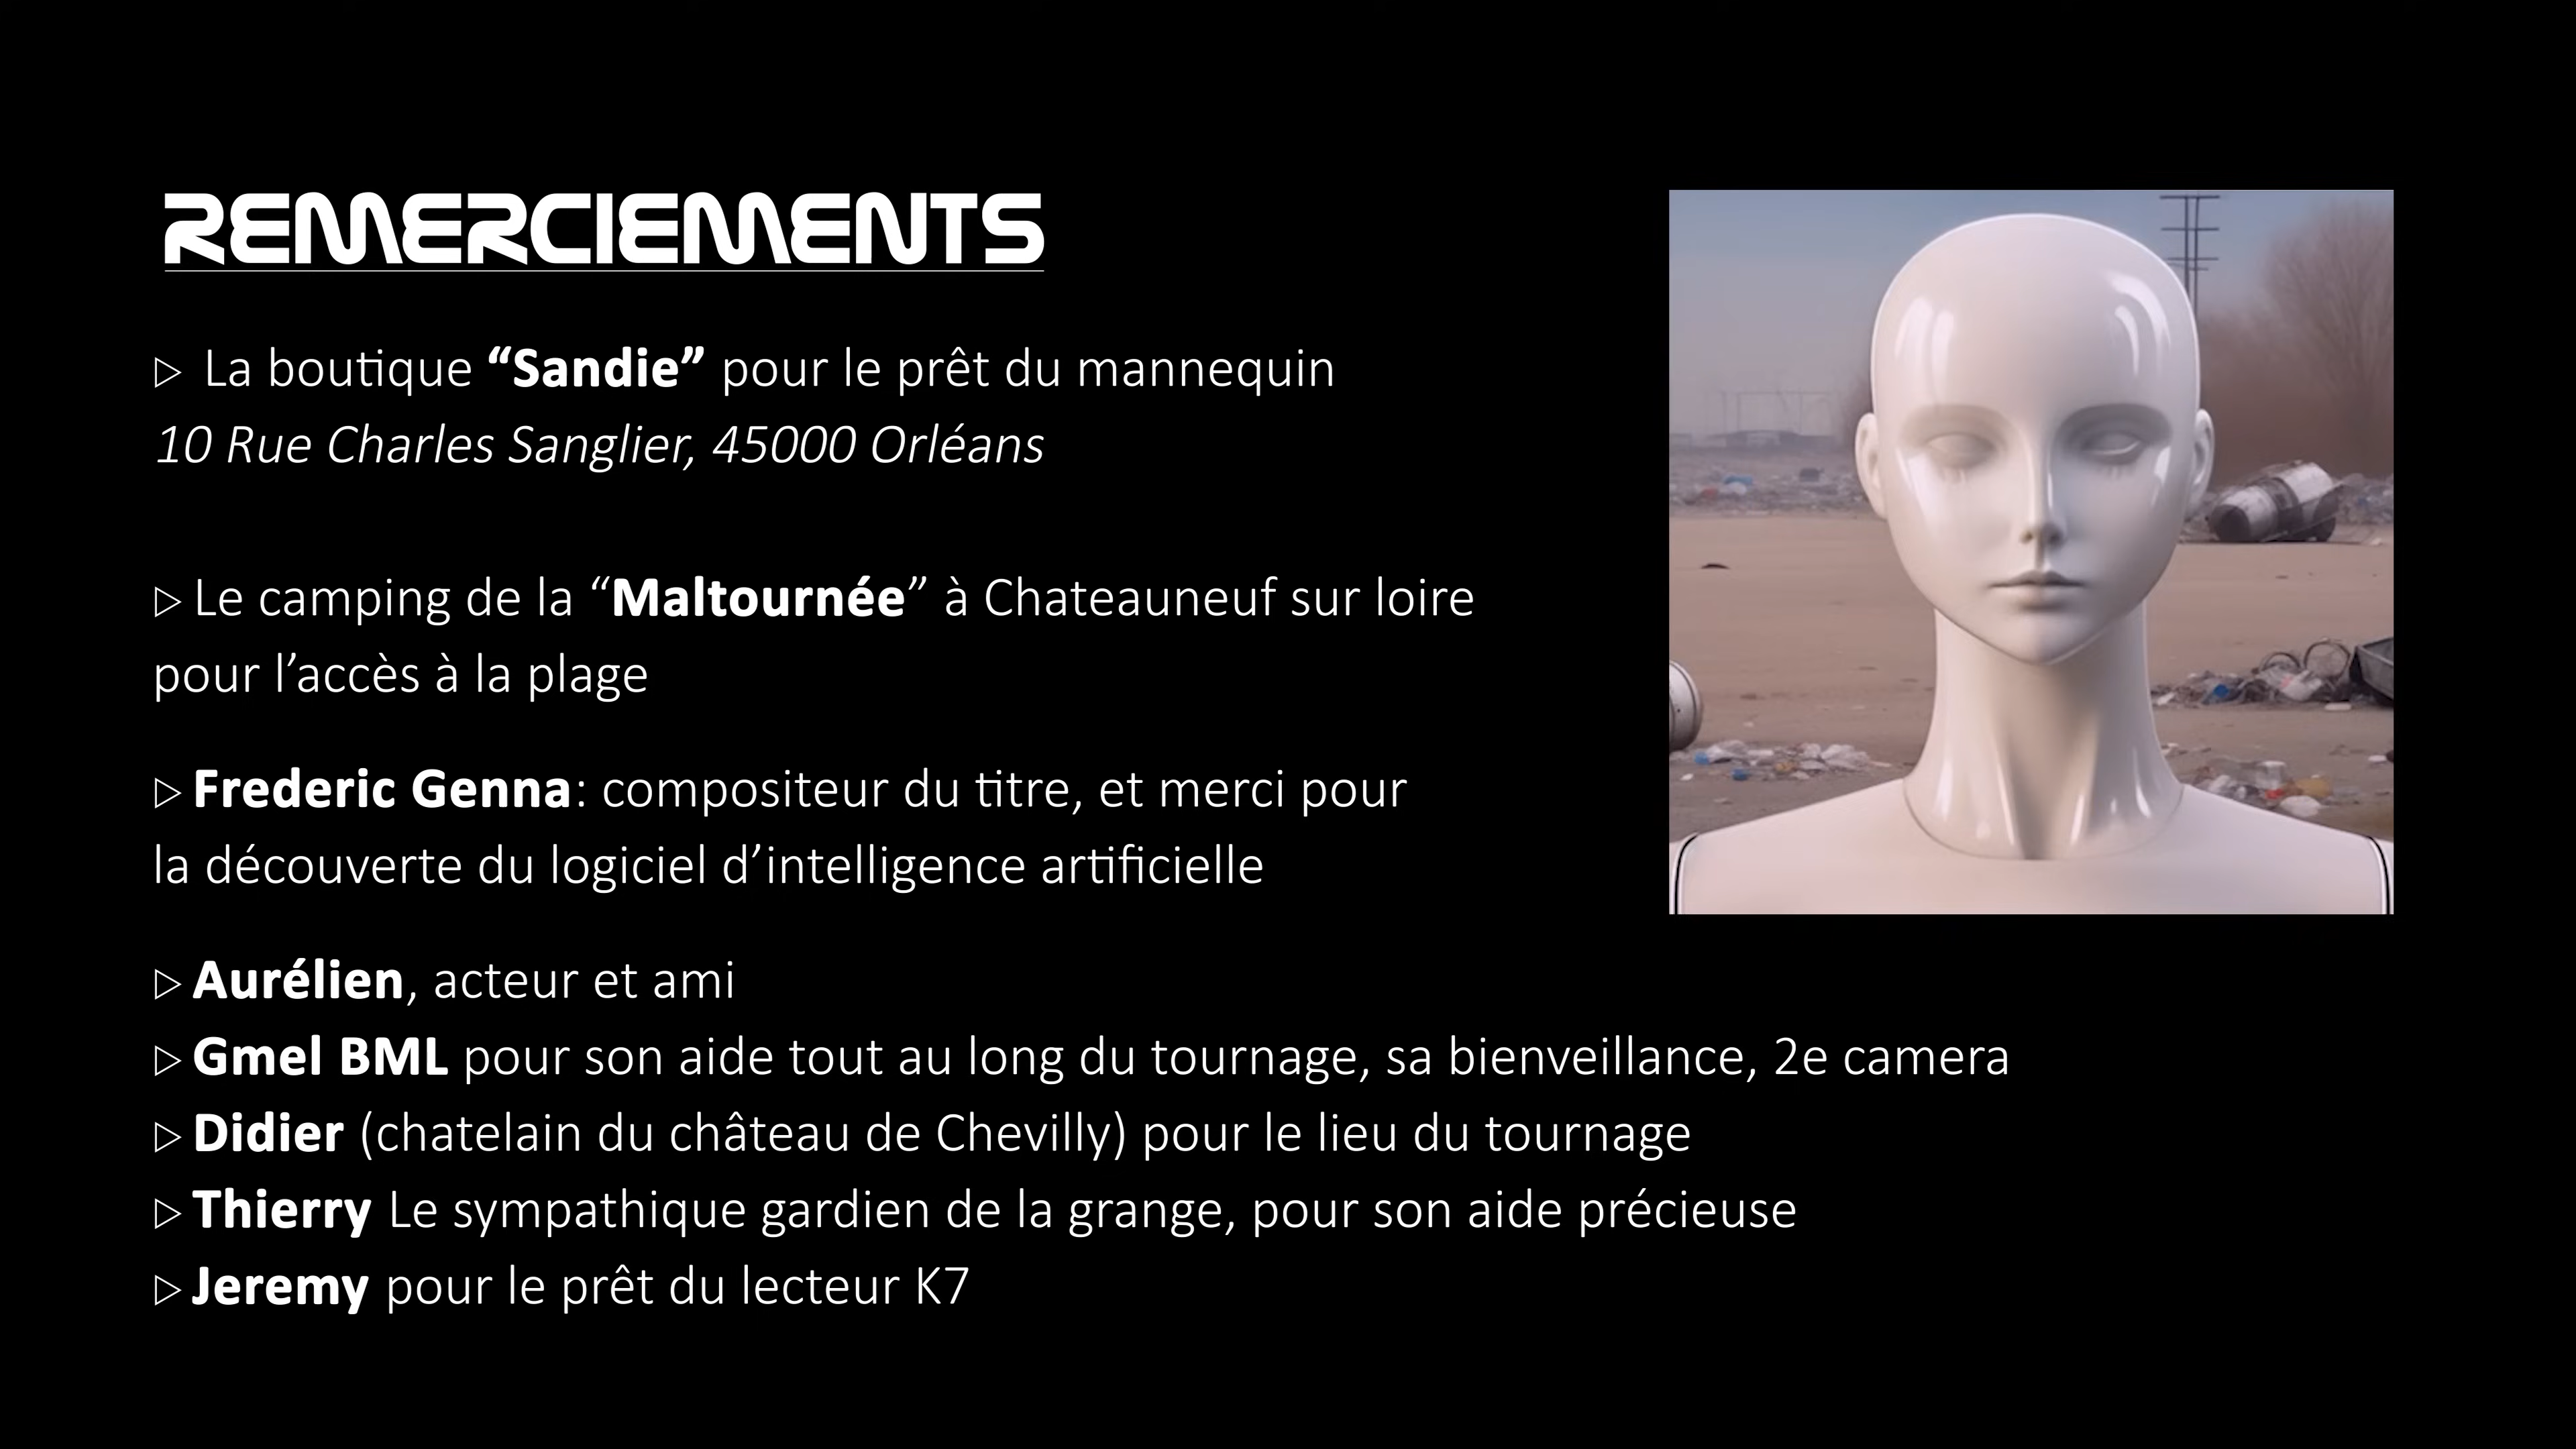 REMERCIEMENTS
▷ La boutique “Sandie” pour le prêt du mannequin
10 Rue Charles Sanglier, 45000 Orléans
▷ Le camping de la “Maltournée” à Chateauneuf sur loire
pour l’accès à la plage
▷ Frederic Genna: compositeur du titre, et merci pour
la découverte du logiciel d’intelligence artificielle
▷ Aurélien, acteur et ami
▷ Gmel BML pour son aide tout au long du tournage, sa bienveillance, 2e camera
▷ Didier (chatelain du château de Chevilly) pour le lieu du tournage
▷ Thierry Le sympathique gardien de la grange, pour son aide précieuse
▷ Jeremy pour le prêt du lecteur K7